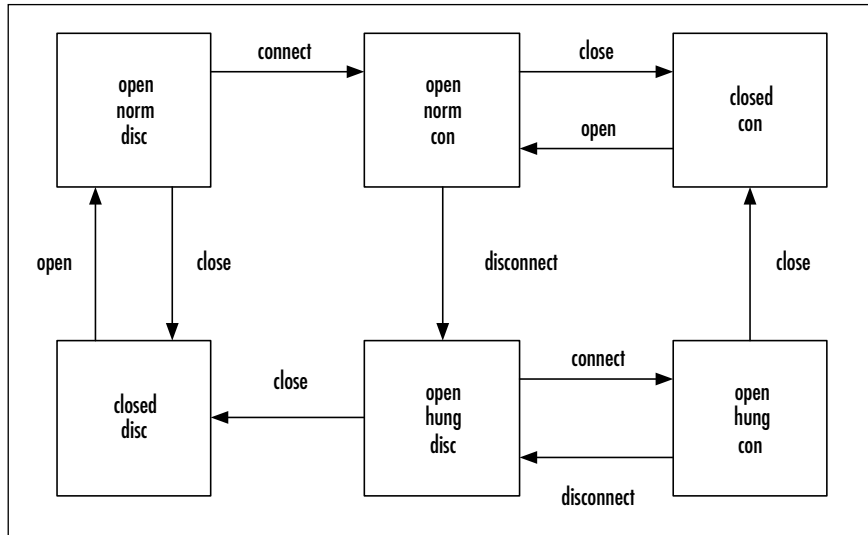 open
norm
disc
connect
open
norm
con
close
open
closed
con
open
close
disconnect
close
closed
disc
close
open
hung
disc
connect
disconnect
open
hung
con